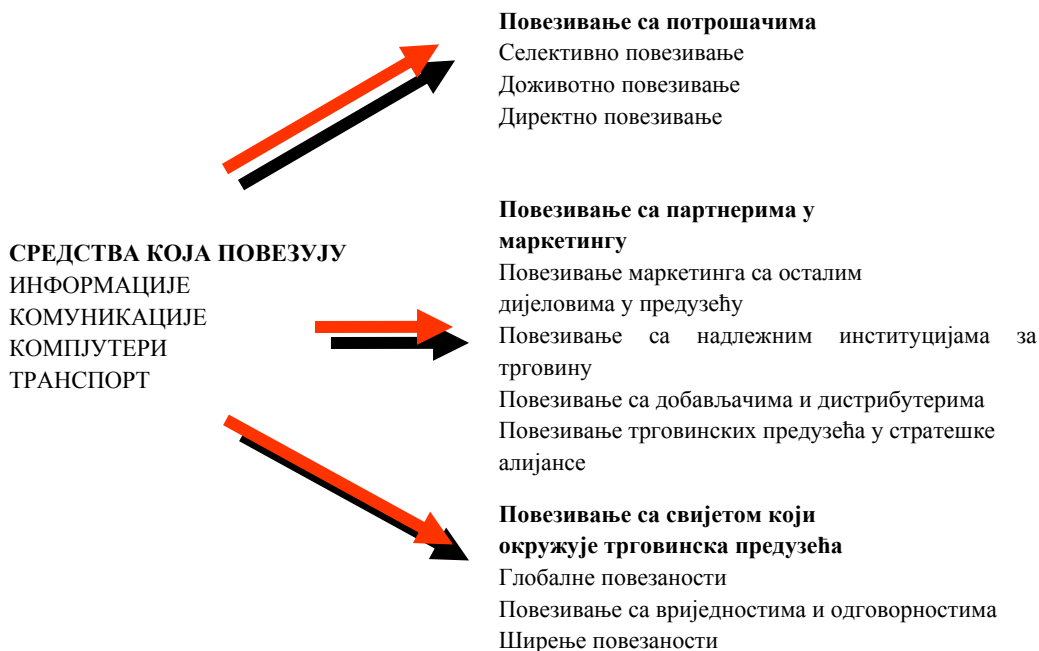 СРЕДСТВА КОЈА ПОВЕЗУЈУ
ИНФОРМАЦИЈЕ
КОМУНИКАЦИЈЕ
КОМПЈУТЕРИ
ТРАНСПОРТ
Повезивање са потрошачима
Селективно повезивање
Доживотно повезивање
Директно повезивање
Повезивање са партнерима у
маркетингу
Повезивање маркетинга са осталим
дијеловима у предузећу
Повезивање са надлежним институцијама за
трговину
Повезивање са добављачима и дистрибутерима
Повезивање трговинских предузећа у стратешке
алијансе
Повезивање са свијетом који
окружује трговинска предузећа
Глобалне повезаности
Повезивање са вриједностима и одговорностима
Ширење повезаности